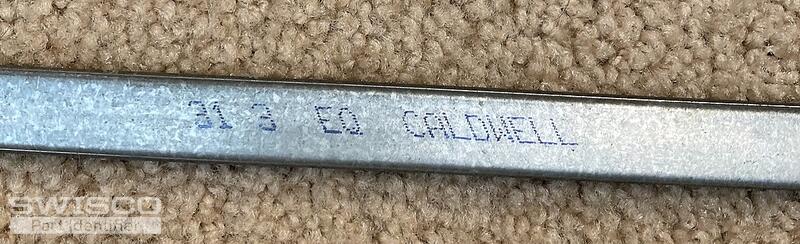 31 3 EQ CALDWELL
SWISCO
Part Identifier